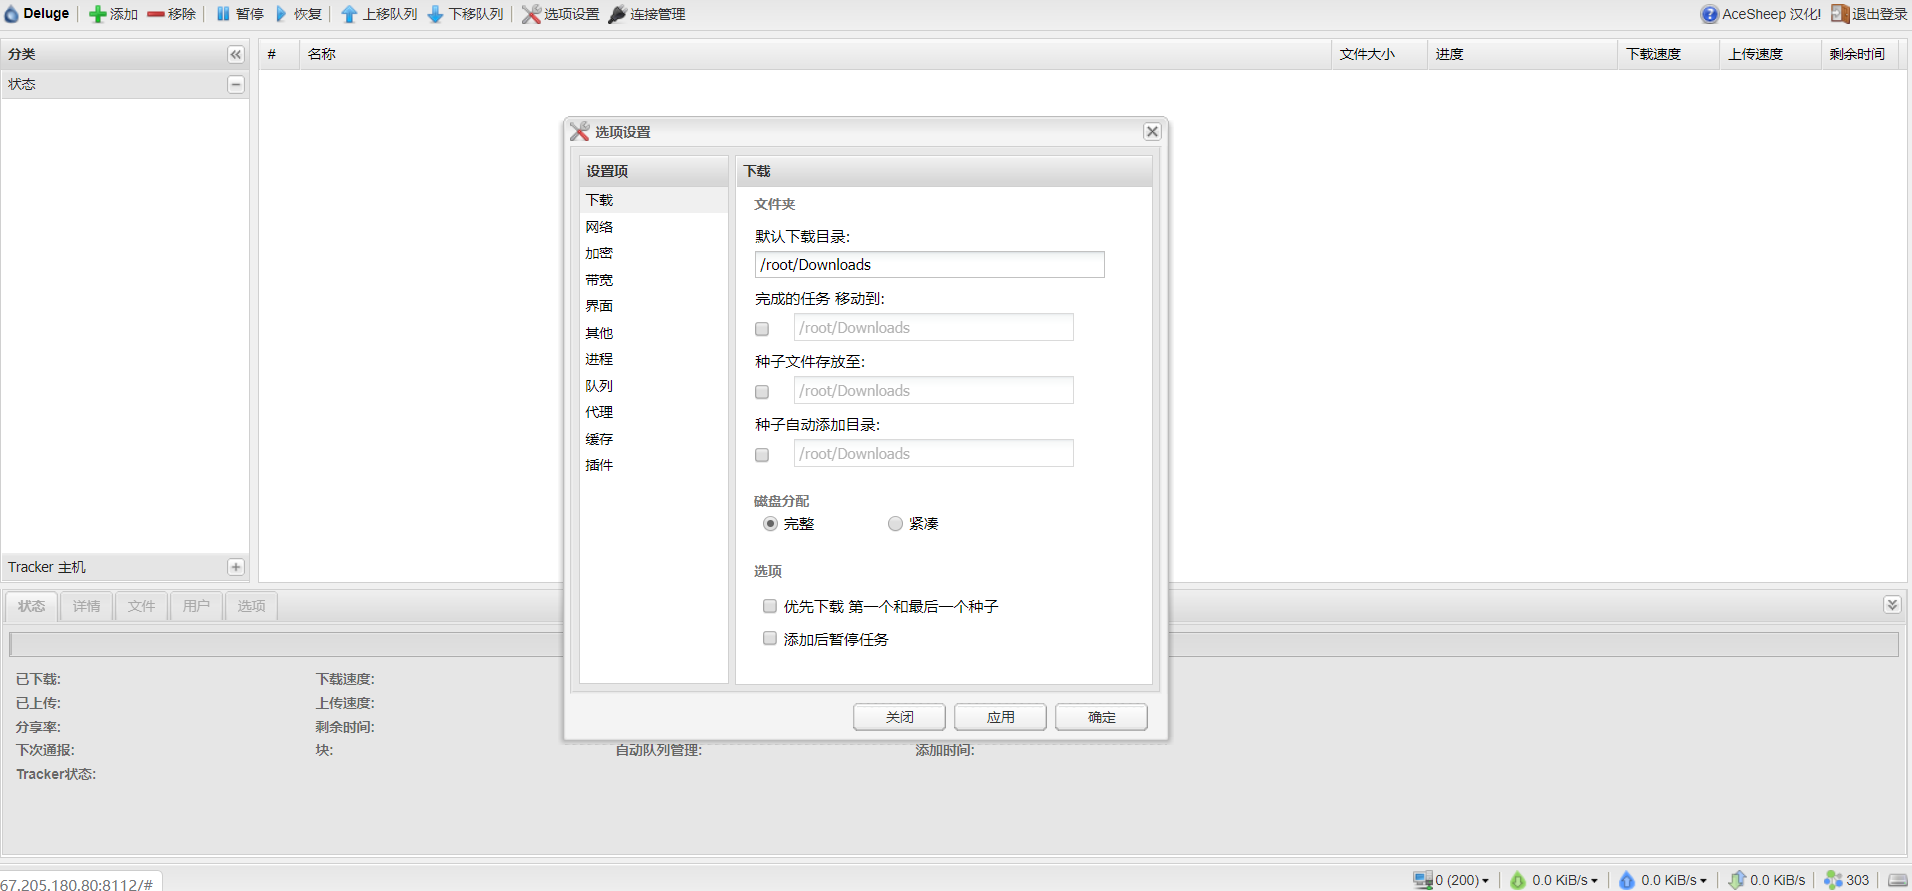 Deluge 添加 移除 暂停 恢复 上移队列 下移队列 选项设置 连接管理 AceSheep 汉化! 退出登录
分类 # 名称 文件大小 进度 下载速度 上传速度 剩余时间
状态
选项设置
设置项
下载
网络
加密
带宽
界面
其他
进程
队列
代理
缓存
插件
下载
文件夹
默认下载目录:
/root/Downloads
完成的任务 移动到:
/root/Downloads
种子文件存放至:
/root/Downloads
种子自动添加目录:
/root/Downloads
磁盘分配
完整 紧凑
选项
优先下载 第一个和最后一个种子
添加后暂停任务
关闭 应用 确定
Tracker 主机
状态 详情 文件 用户 选项
已下载: 下载速度:
已上传: 上传速度:
分享率: 剩余时间:
下次通报: 块: 自动队列管理: 添加时间:
Tracker状态:
67.205.180.80:8112/# 0 (200) 0.0 KiB/s 0.0 KiB/s 0.0 KiB/s 303